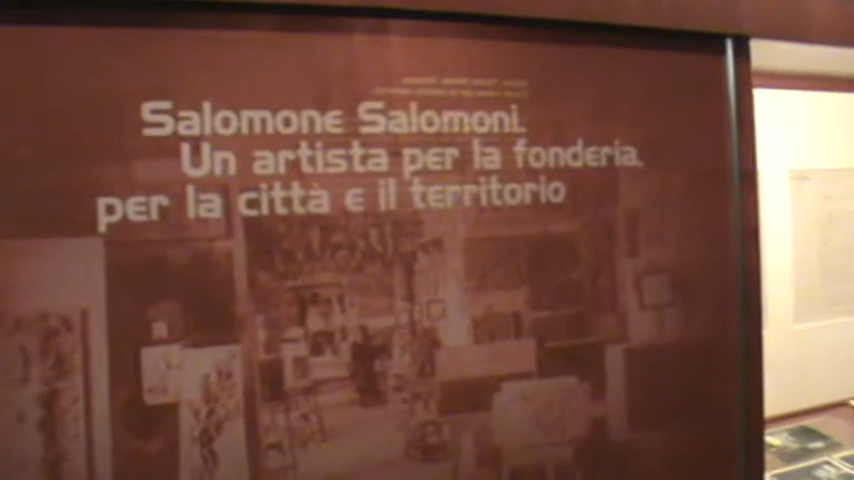 Salomone Salomoni.
Un artista per la fonderia,
per la città e il territorio